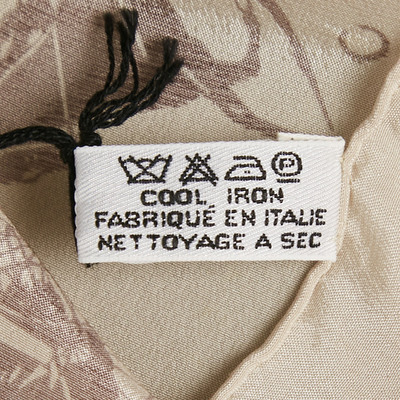 P
COOL IRON
FABRIQUÉ EN ITALIE
NETTOYAGE A SEC